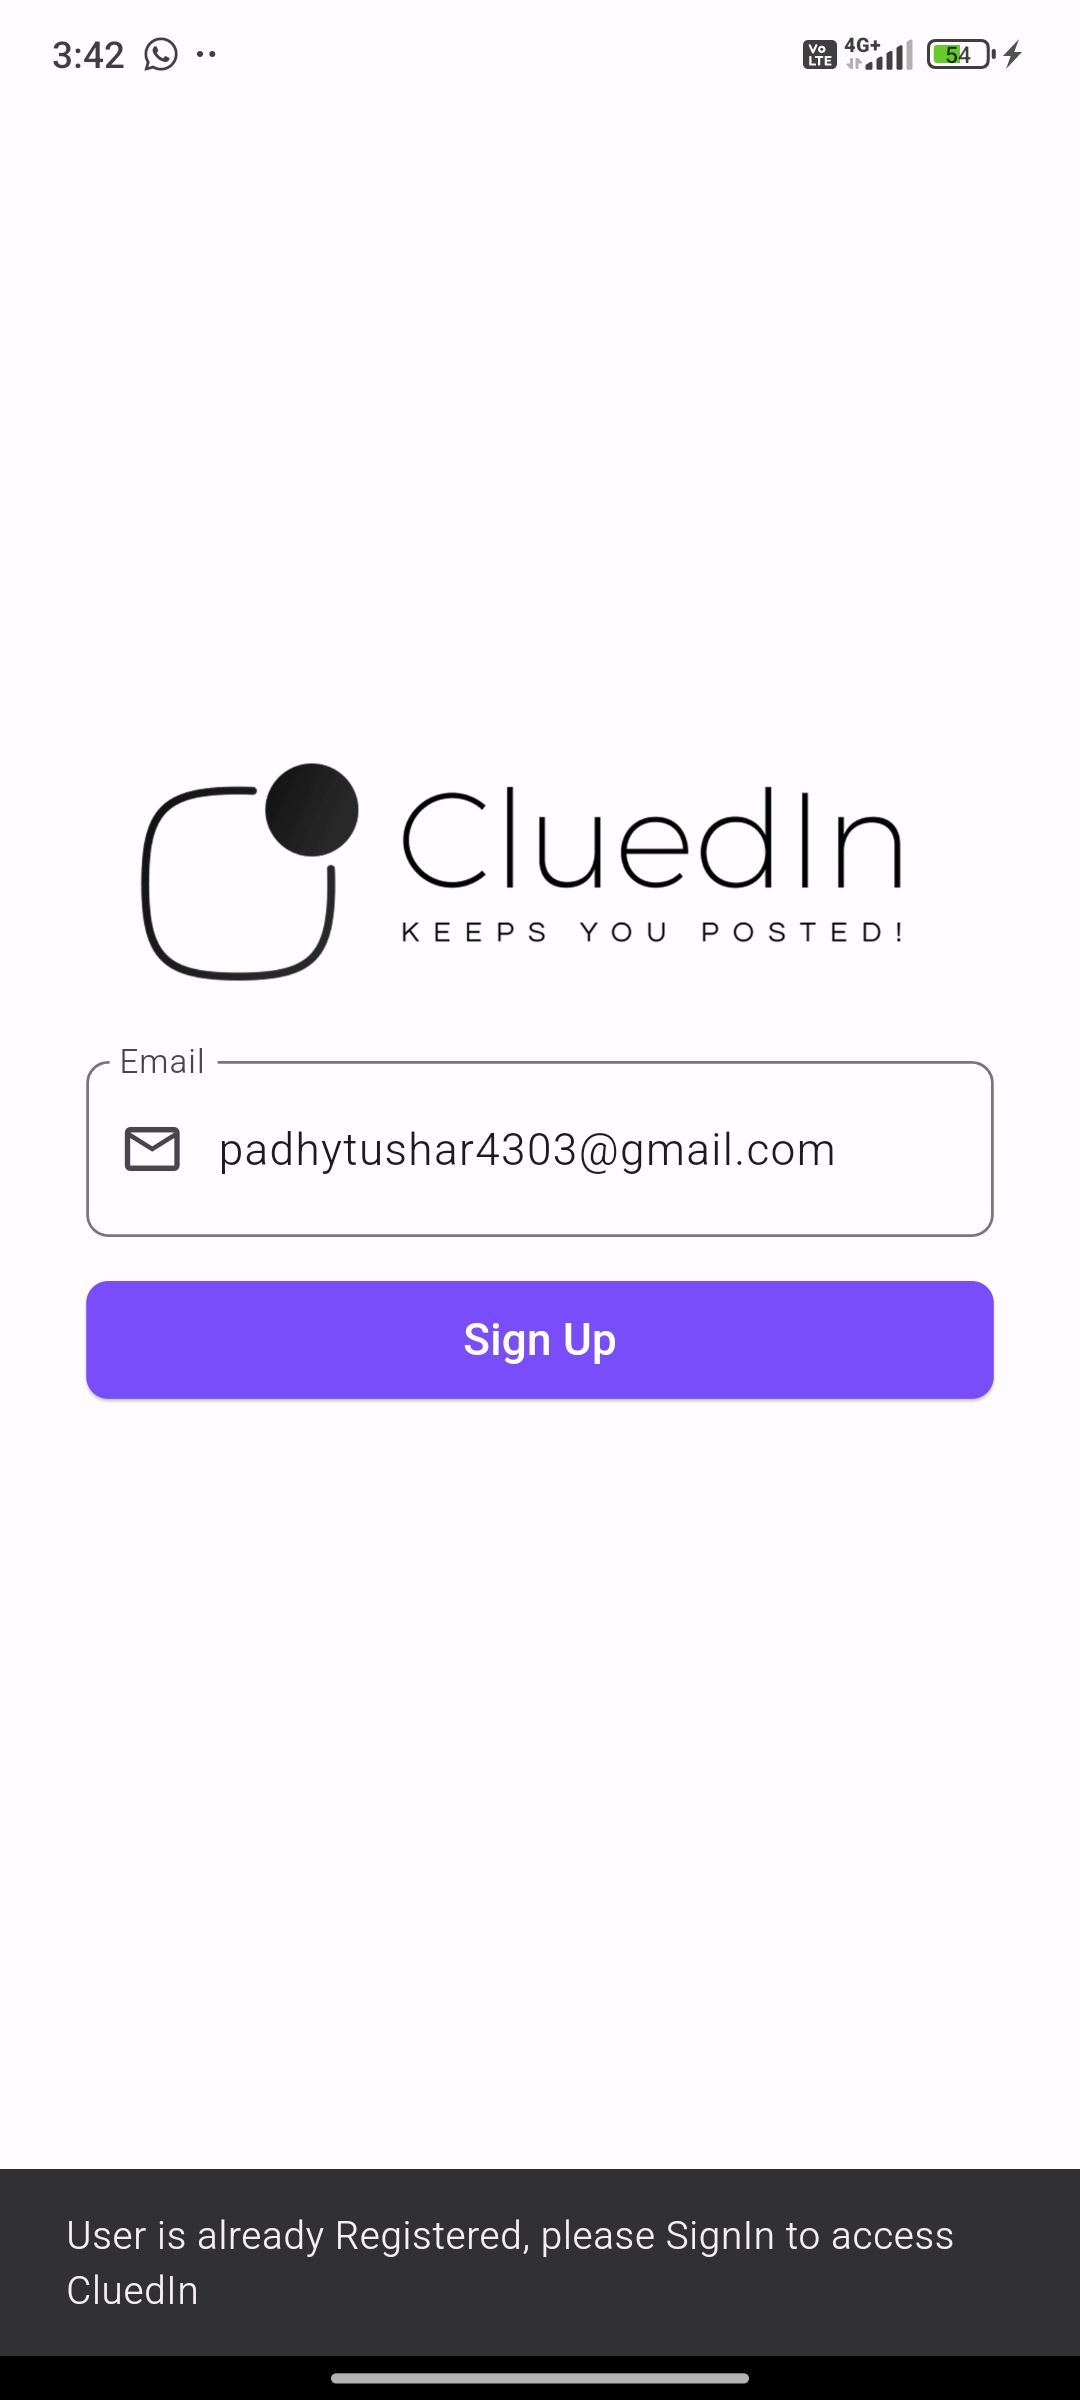 3:42 Vo LTE 4G+ 54
CluedIn
KEEPS YOU POSTED!
Email
padhytushar4303@gmail.com
Sign Up
User is already Registered, please SignIn to access
CluedIn